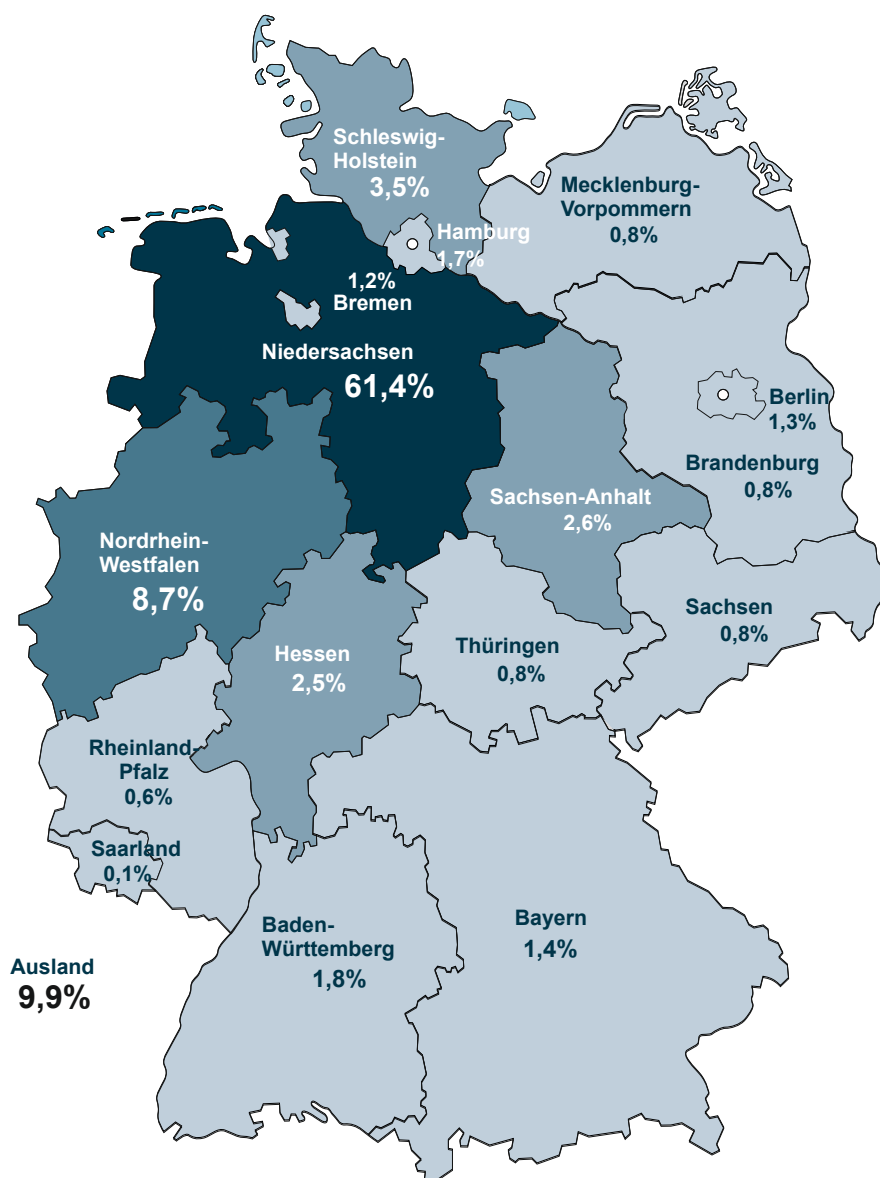 Schleswig-
Holstein
3,5%
Mecklenburg-
Vorpommern
0,8%
Hamburg
1,7%
1,2%
Bremen
Niedersachsen
61,4%
Berlin
1,3%
Brandenburg
0,8%
Sachsen-Anhalt
2,6%
Nordrhein-
Westfalen
8,7%
Sachsen
0,8%
Hessen
2,5%
Thüringen
0,8%
Rheinland-
Pfalz
0,6%
Saarland
0,1%
Baden-
Württemberg
1,8%
Bayern
1,4%
Ausland
9,9%